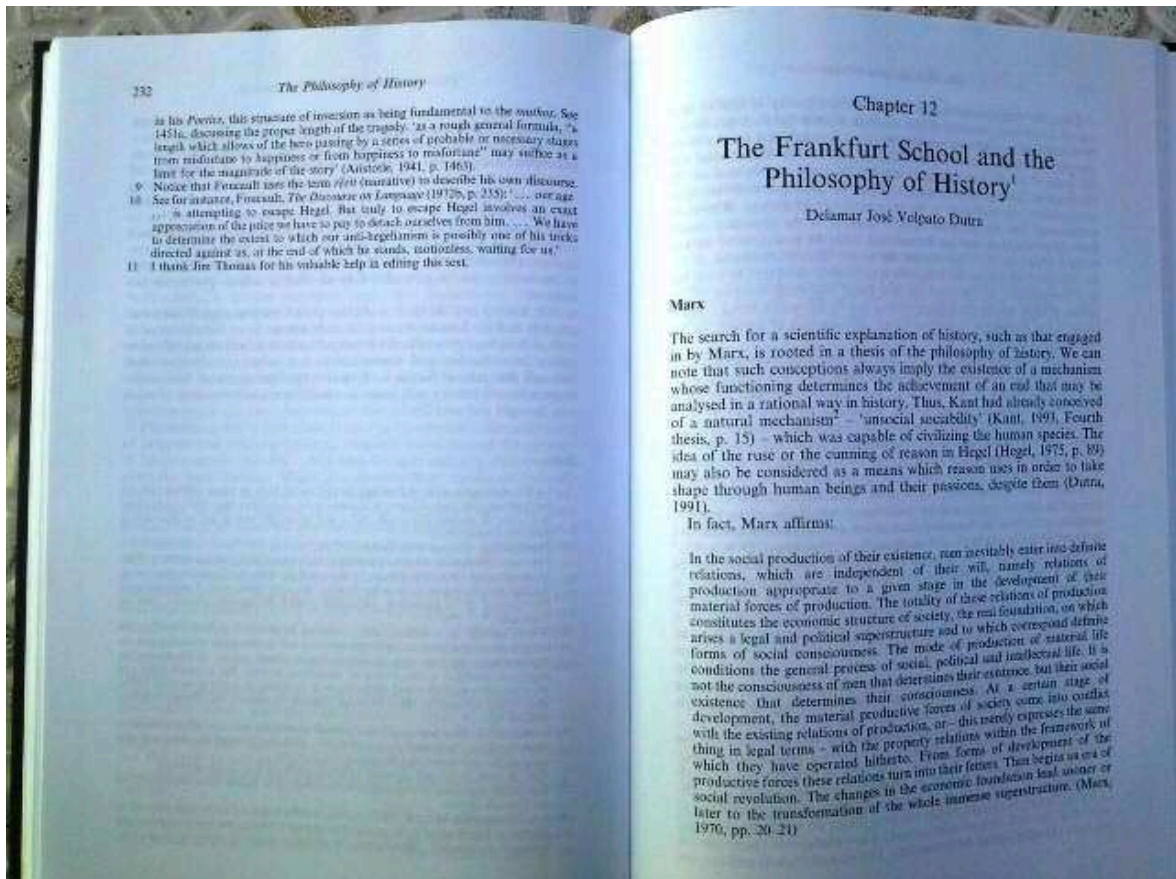 232
The Philosophy of History
in his Poetics, this structure of inversion as being fundamental to the muthos. See
1451a, discussing the proper length of the tragedy, 'as a rough general formula, "a
length which allows of the hero passing by a series of probable or necessary stages
from misfortune to happiness or from happiness to misfortune" may suffice as a
limit for the magnitude of the story' (Aristotle, 1941, p. 1463).
9 Notice that Foucault uses the term récit (narrative) to describe his own discourse.
10 See for instance, Foucault, The Discourse on Language (1972b, p. 235): '… our age
… is attempting to escape Hegel. But truly to escape Hegel involves an exact
appreciation of the price we have to pay to detach ourselves from him. … We have
to determine the extent to which our anti-hegelianism is possibly one of his tricks
directed against us, at the end of which he stands, motionless, waiting for us.'
11 I thank Jim Thomas for his valuable help in editing this text.
Chapter 12
The Frankfurt School and the
Philosophy of History¹
Delamar José Volpato Dutra
Marx
The search for a scientific explanation of history, such as that engaged
in by Marx, is rooted in a thesis of the philosophy of history. We can
note that such conceptions always imply the existence of a mechanism
whose functioning determines the achievement of an end that may be
analysed in a rational way in history. Thus, Kant had already conceived
of a natural mechanism² – 'unsocial sociability' (Kant, 1993, Fourth
thesis, p. 15) – which was capable of civilizing the human species. The
idea of the ruse or the cunning of reason in Hegel (Hegel, 1975, p. 89)
may also be considered as a means which reason uses in order to take
shape through human beings and their passions, despite them (Dutra,
1991).
In fact, Marx affirms:
In the social production of their existence, men inevitably enter into definite
relations, which are independent of their will, namely relations of
production appropriate to a given stage in the development of their
material forces of production. The totality of these relations of production
constitutes the economic structure of society, the real foundation, on which
arises a legal and political superstructure and to which correspond definite
forms of social consciousness. The mode of production of material life
conditions the general process of social, political and intellectual life. It is
not the consciousness of men that determines their existence, but their social
existence that determines their consciousness. At a certain stage of
development, the material productive forces of society come into conflict
with the existing relations of production, or – this merely expresses the same
thing in legal terms – with the property relations within the framework of
which they have operated hitherto. From forms of development of the
productive forces these relations turn into their fetters. Then begins an era of
social revolution. The changes in the economic foundation lead sooner or
later to the transformation of the whole immense superstructure. (Marx,
1970, pp. 20–21)